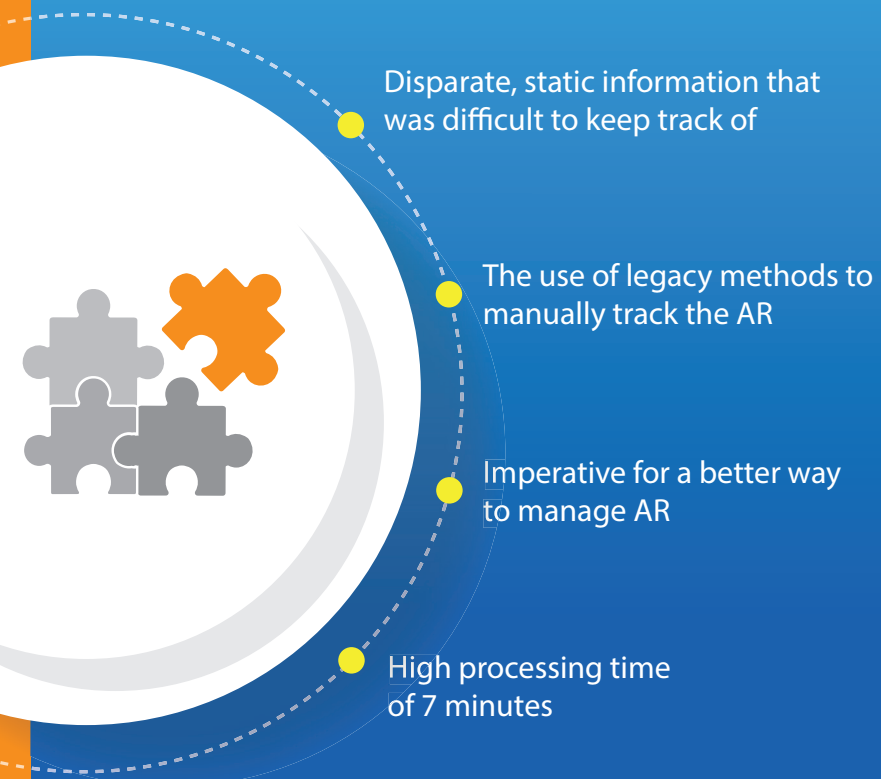 Disparate, static information that
was difficult to keep track of
The use of legacy methods to
manually track the AR
Imperative for a better way
to manage AR
High processing time
of 7 minutes